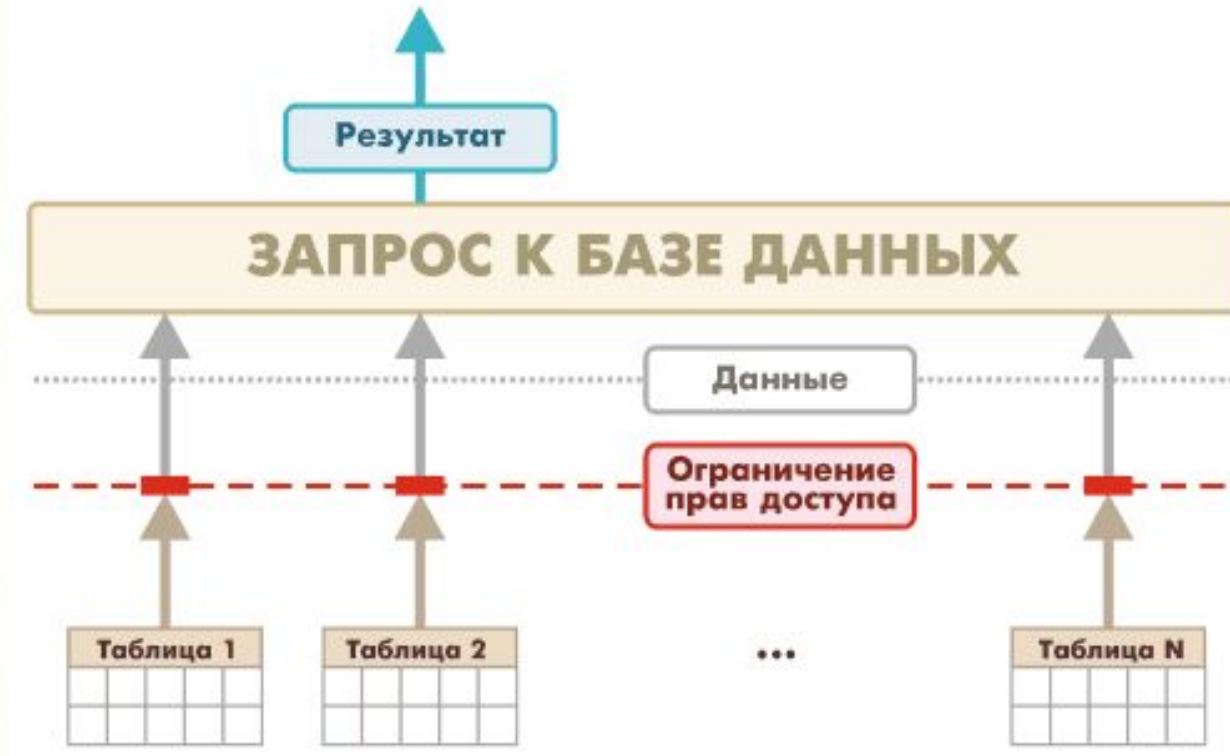 Результат
ЗАПРОС К БАЗЕ ДАННЫХ
Данные
Ограничение
прав доступа
Таблица 1
Таблица 2
...
Таблица N